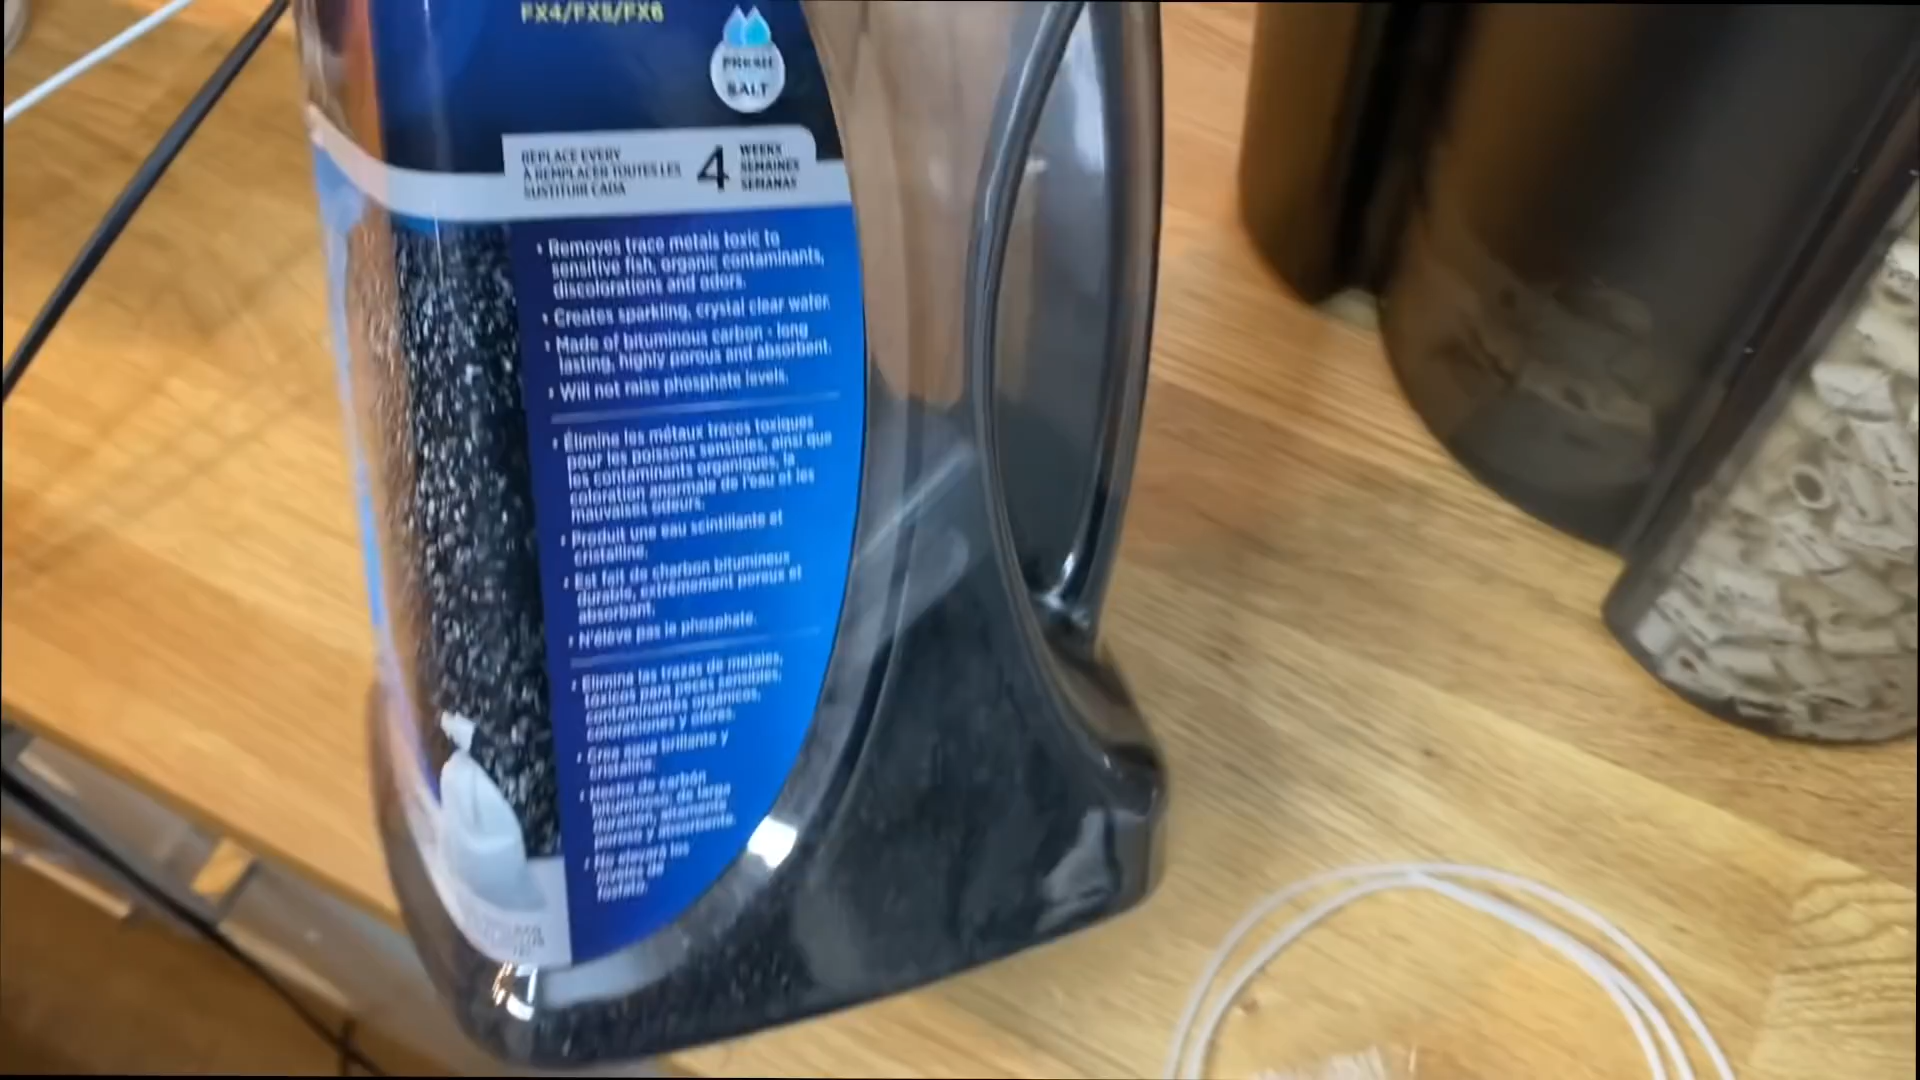 FX4/FX5/FX6
FRESH
SALT
REPLACE EVERY
À REMPLACER TOUTES LES
SUSTITUIR CADA
4
WEEKS
SEMAINES
SEMANAS
• Removes trace metals toxic to
sensitive fish, organic contaminants,
discolorations and odors.
• Creates sparkling, crystal clear water.
• Made of bituminous carbon - long
lasting, highly porous and absorbent.
• Will not raise phosphate levels.
• Élimine les métaux traces toxiques
pour les poissons sensibles, ainsi que
les contaminants organiques, la
coloration anormale de l'eau et les
mauvaises odeurs.
• Produit une eau scintillante et
cristalline.
• Est fait de charbon bitumineux
durable, extrêmement poreux et
absorbant.
• N'élève pas le phosphate.
• Elimina las trazas de metales,
tóxicas para peces sensibles,
contaminantes orgánicos,
coloraciones y olores.
• Crea agua brillante y
cristalina.
• Hecho de carbón
bituminoso, de larga
duración, altamente
poroso y absorbente.
• No elevará los
niveles de
fosfato.